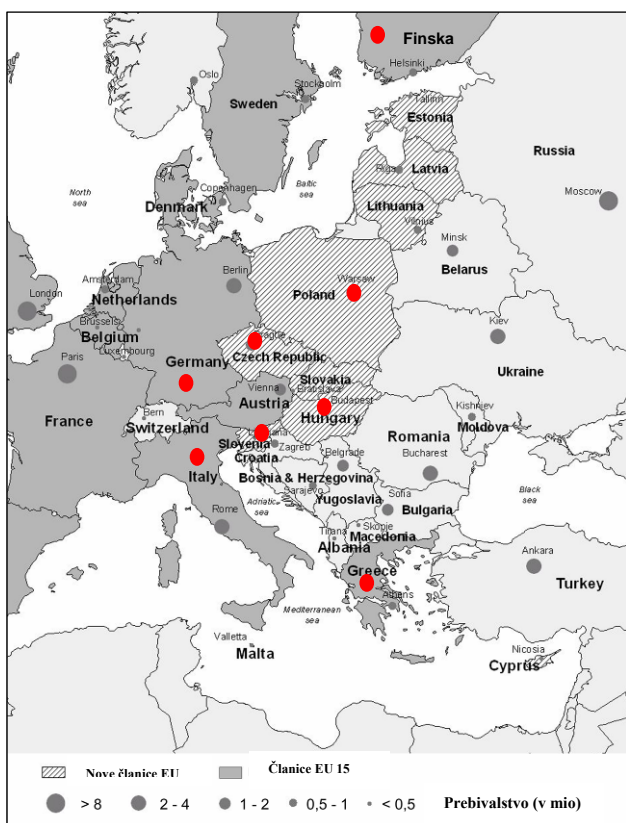 Finska
Helsinki
Oslo
Stockholm
Sweden
Tallinn
Estonia
Russia
Riga
Latvia
Moscow
North
sea
Baltic
sea
Copenhagen
Denmark
Lithuania
Vilnius
Minsk
Belarus
Berlin
Amsterdam
Netherlands
London
Warsaw
Poland
Brussels
Belgium
Kiev
Luxembourg
Prague
Czech Republic
Paris
Germany
Ukraine
Slovakia
Vienna
Bratislava
Austria
Budapest
Hungary
France
Bern
Switzerland
Kishnjev
Moldova
Slovenia
Zagreb
Croatia
Romania
Belgrade
Bucharest
Italy
Bosnia & Herzegovina
Sarajevo
Yugoslavia
Adriatic
sea
Sofia
Bulgaria
Black
sea
Rome
Skopje
Tirana
Macedonia
Albania
Ankara
Greece
Turkey
Athens
Mediterranean
sea
Valletta
Malta
Nicosia
Cyprus
Nove članice EU
Članice EU 15
> 8
2 - 4
1 - 2
0,5 - 1
< 0,5
Prebivalstvo (v mio)